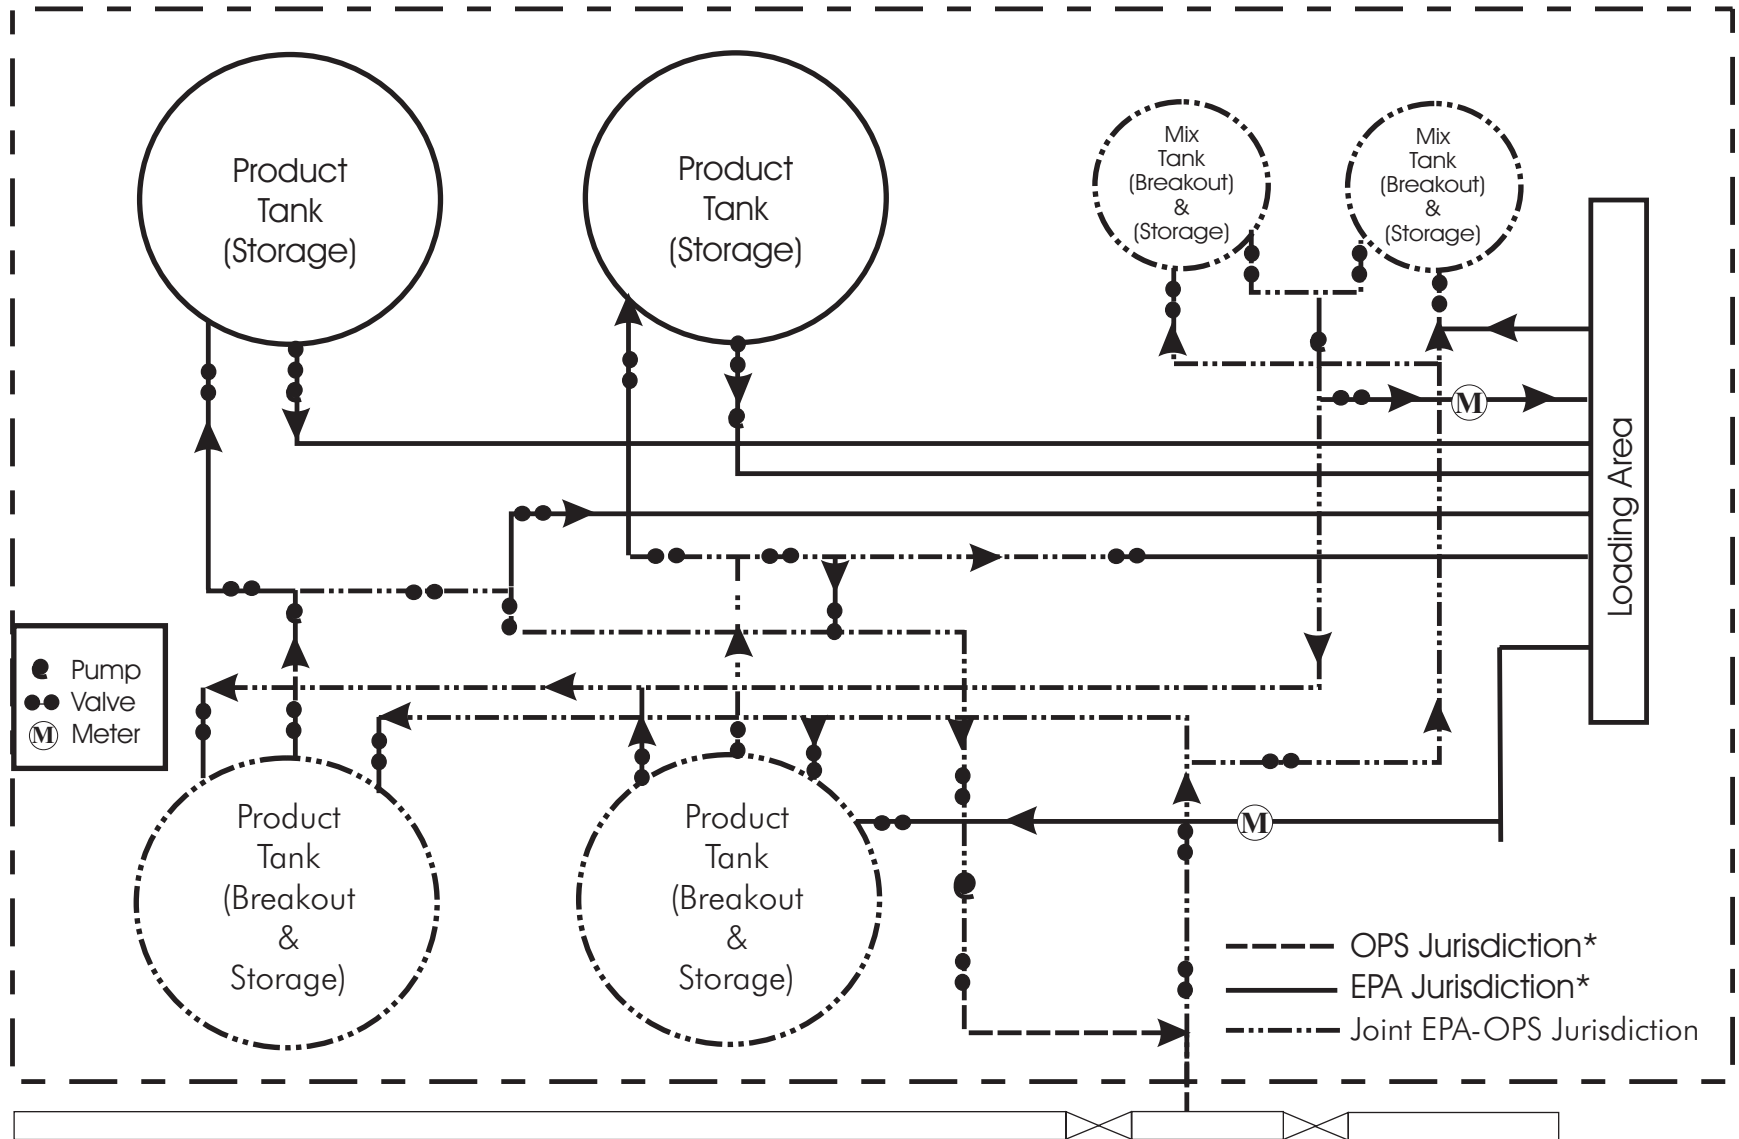 Product
Tank
(Storage)
Product
Tank
(Storage)
Mix
Tank
(Breakout)
&
(Storage)
Mix
Tank
(Breakout)
&
(Storage)
M
Loading Area
Pump
Valve
M Meter
Product
Tank
(Breakout
&
Storage)
Product
Tank
(Breakout
&
Storage)
M
OPS Jurisdiction*
EPA Jurisdiction*
Joint EPA-OPS Jurisdiction